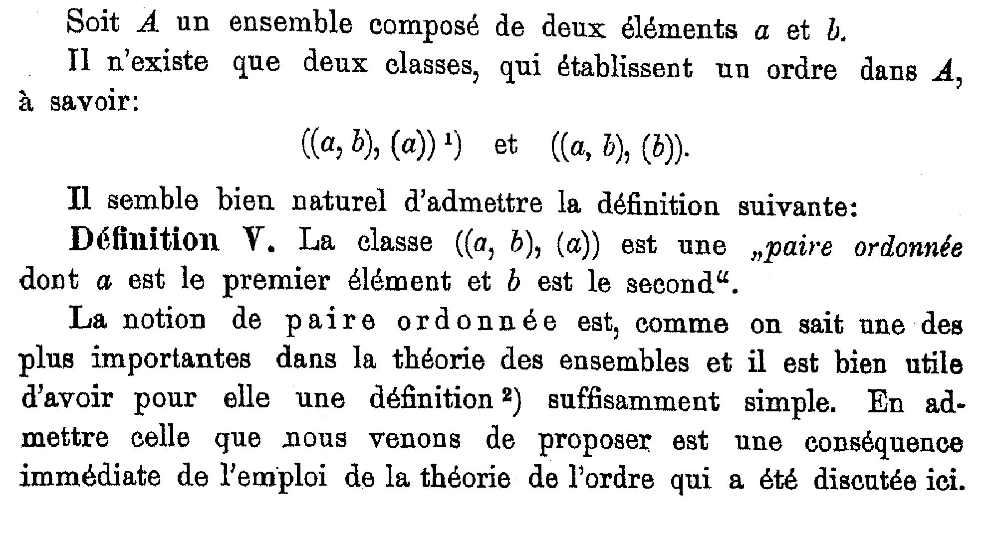 Soit A un ensemble composé de deux éléments a et b.
Il n'existe que deux classes, qui établissent un ordre dans A,
à savoir:
((a, b), (a)) ¹) et ((a, b), (b)).
Il semble bien naturel d'admettre la définition suivante:
Définition V. La classe ((a, b), (a)) est une „paire ordonnée
dont a est le premier élément et b est le second“.
La notion de paire ordonnée est, comme on sait une des
plus importantes dans la théorie des ensembles et il est bien utile
d'avoir pour elle une définition ²) suffisamment simple. En ad-
mettre celle que nous venons de proposer est une conséquence
immédiate de l'emploi de la théorie de l'ordre qui a été discutée ici.